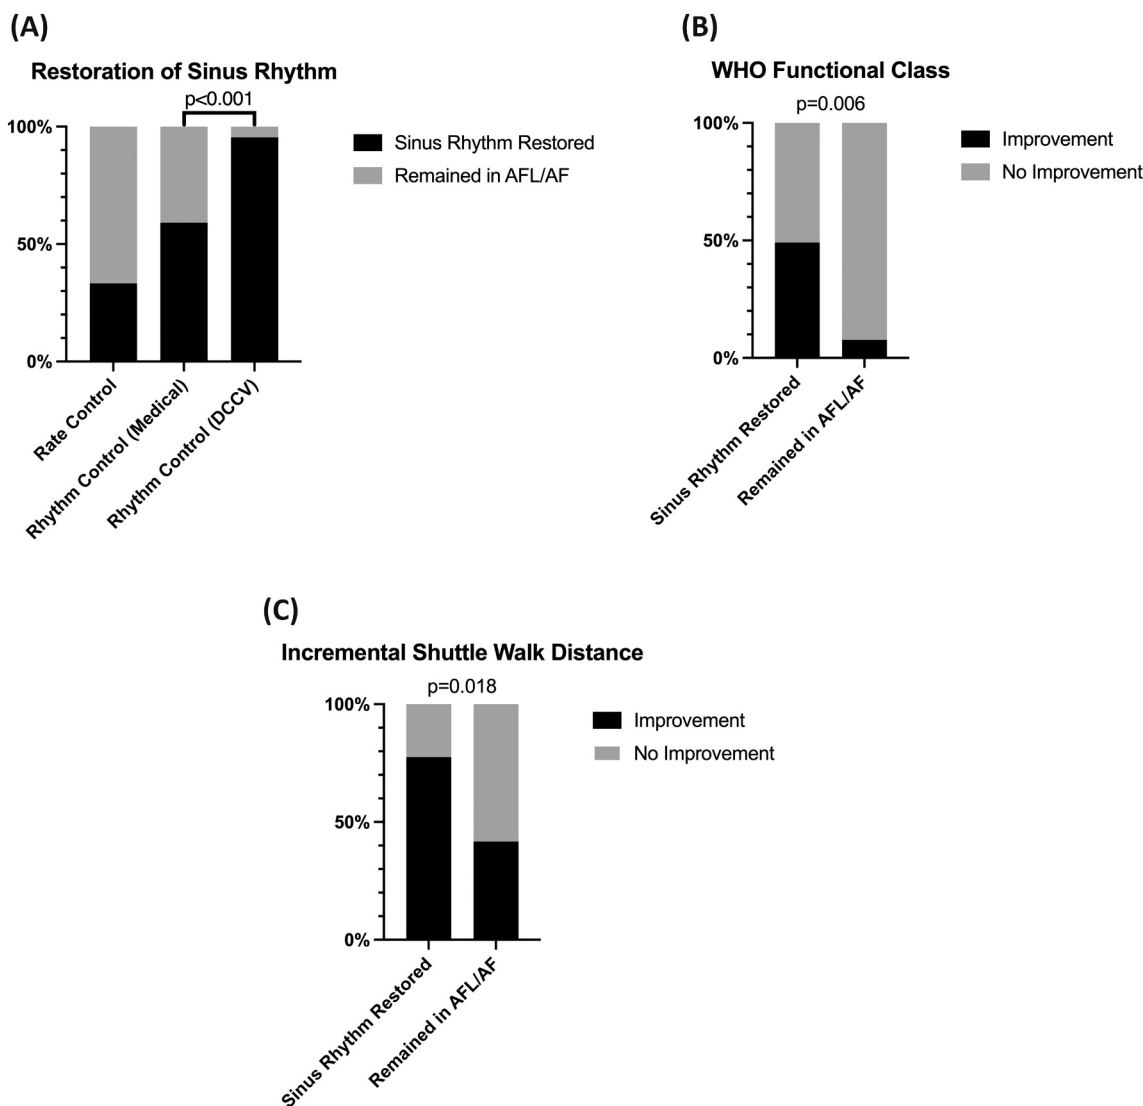 (A)
Restoration of Sinus Rhythm
p<0.001
100%
50%
0%
Rate Control
Rhythm Control (Medical)
Rhythm Control (DCCV)
Sinus Rhythm Restored
Remained in AFL/AF
(B)
WHO Functional Class
p=0.006
100%
50%
0%
Sinus Rhythm Restored
Remained in AFL/AF
Improvement
No Improvement
(C)
Incremental Shuttle Walk Distance
p=0.018
100%
50%
0%
Sinus Rhythm Restored
Remained in AFL/AF
Improvement
No Improvement